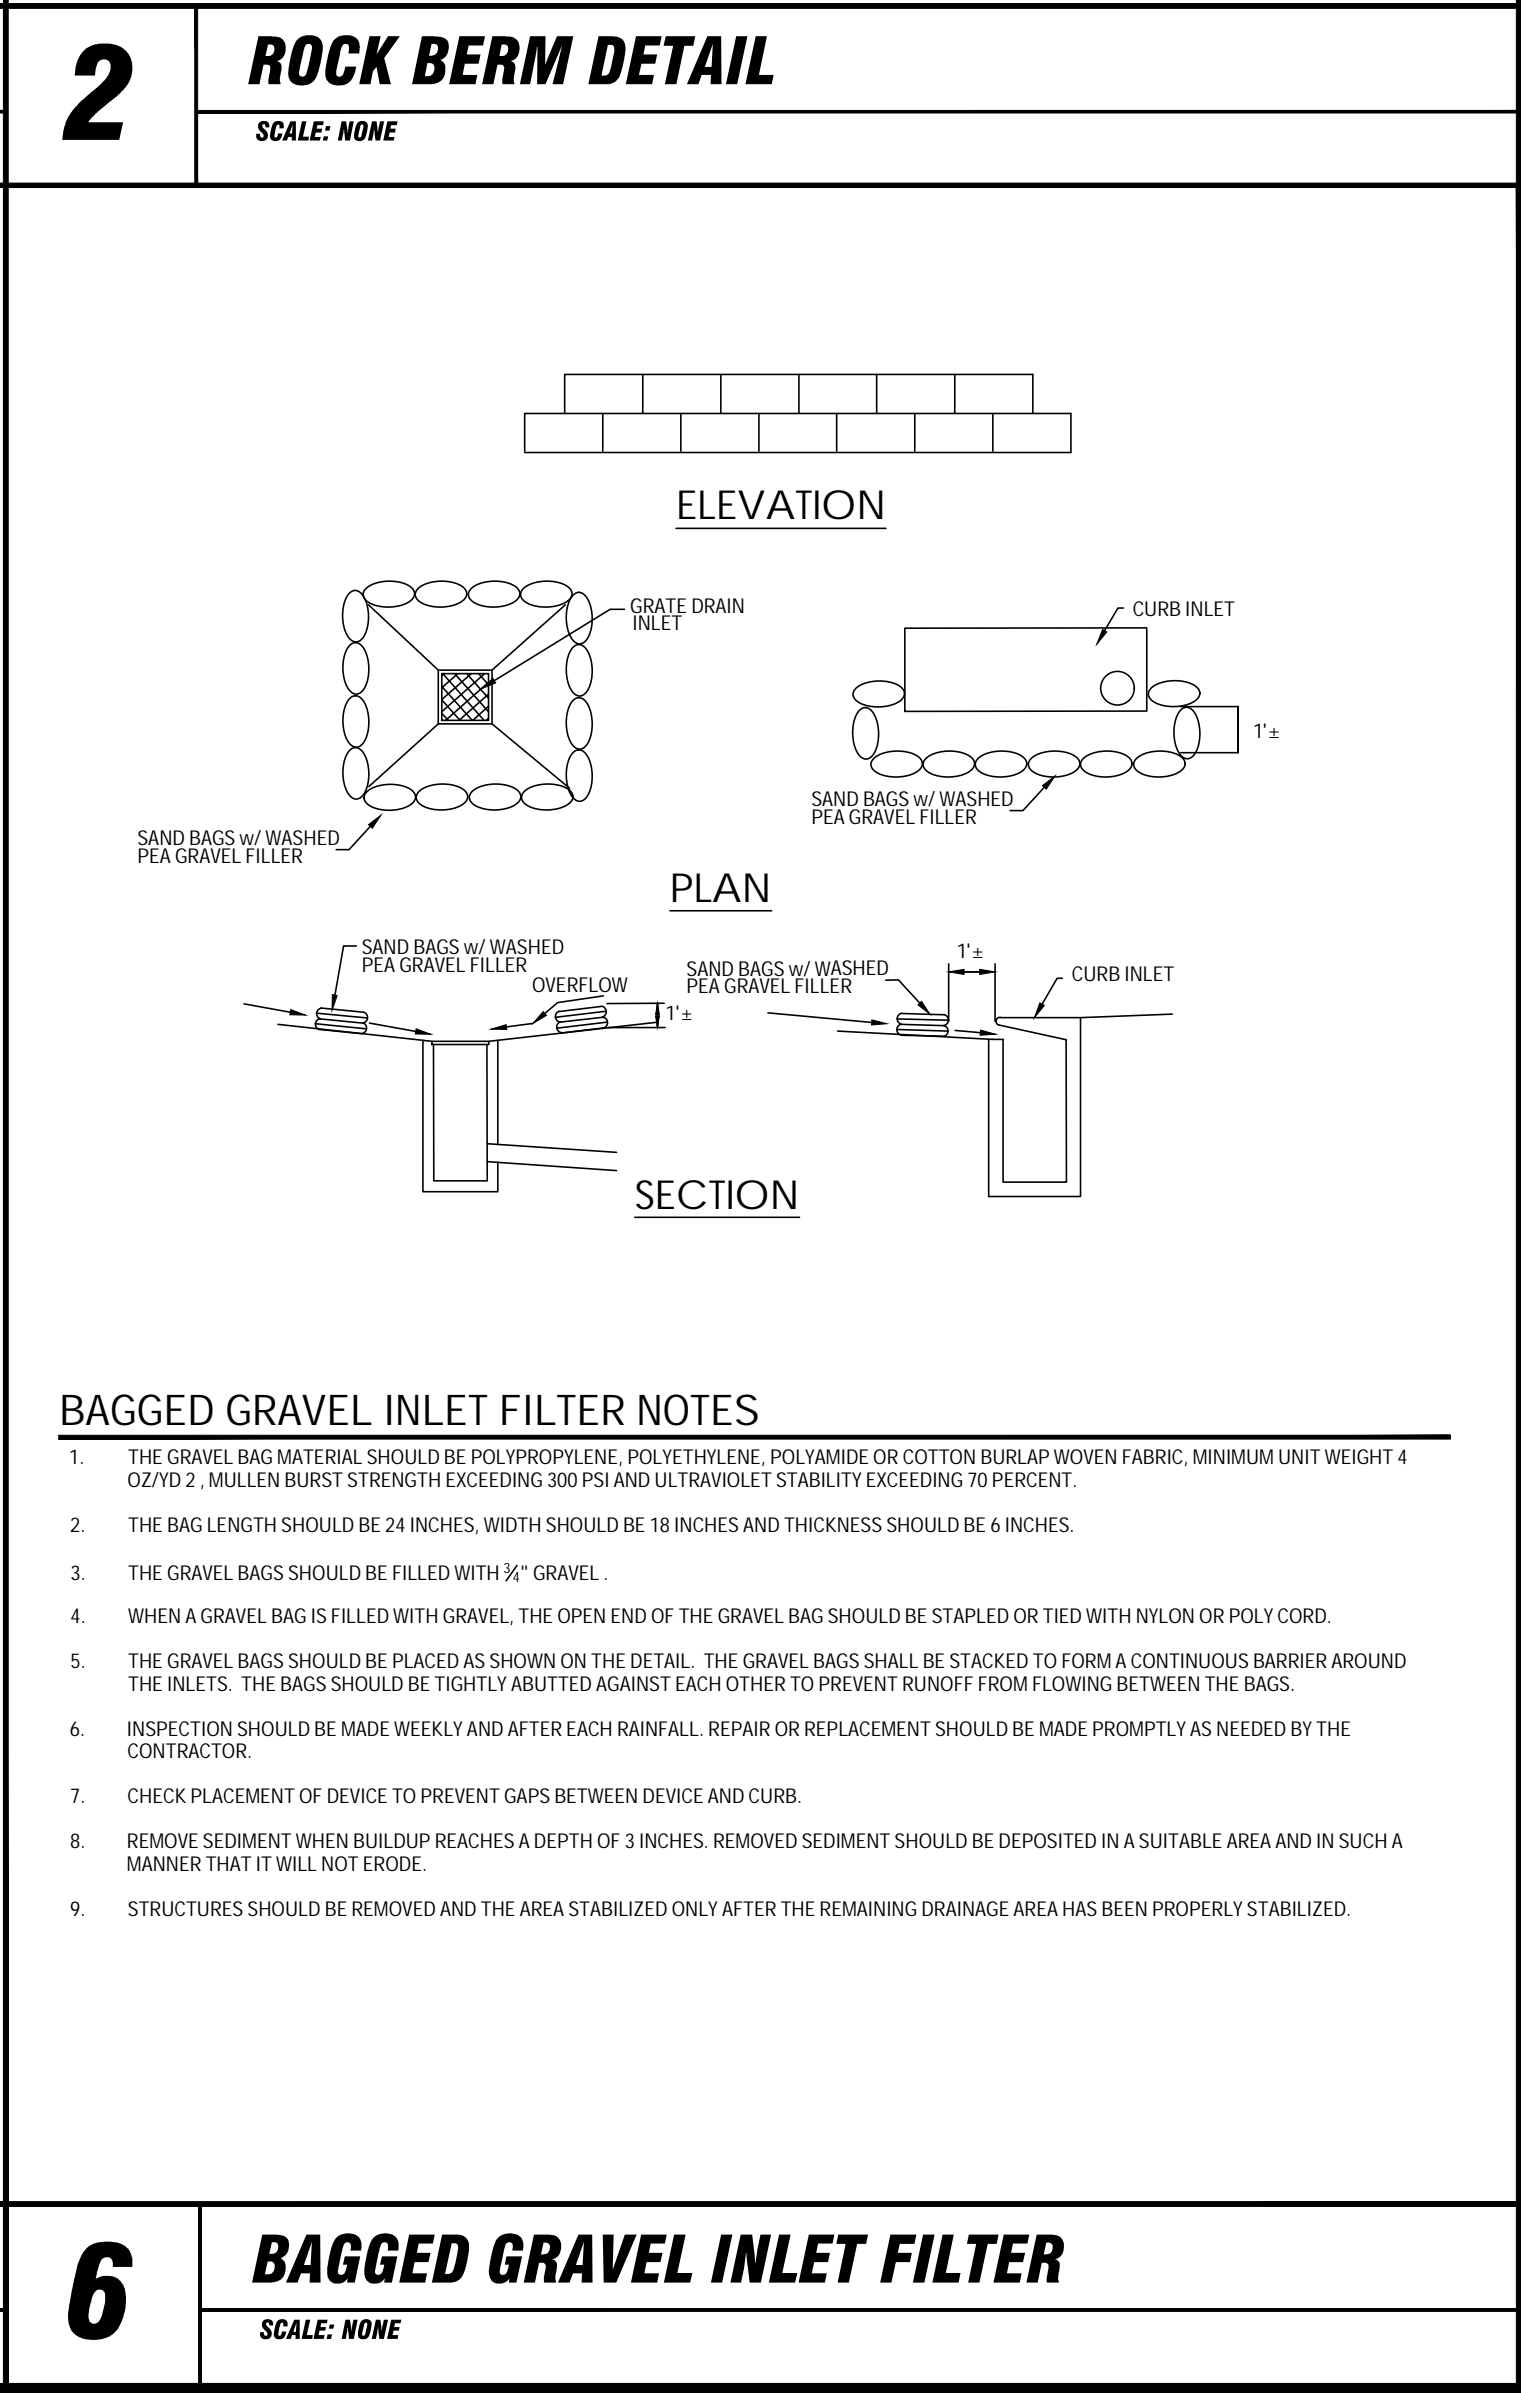 2
ROCK BERM DETAIL
SCALE: NONE
ELEVATION
GRATE DRAIN
INLET
CURB INLET
1'±
SAND BAGS w/ WASHED
PEA GRAVEL FILLER
SAND BAGS w/ WASHED
PEA GRAVEL FILLER
PLAN
SAND BAGS w/ WASHED
PEA GRAVEL FILLER
OVERFLOW
1'±
SAND BAGS w/ WASHED
PEA GRAVEL FILLER
1'±
CURB INLET
SECTION
BAGGED GRAVEL INLET FILTER NOTES
1. THE GRAVEL BAG MATERIAL SHOULD BE POLYPROPYLENE, POLYETHYLENE, POLYAMIDE OR COTTON BURLAP WOVEN FABRIC, MINIMUM UNIT WEIGHT 4
OZ/YD 2 , MULLEN BURST STRENGTH EXCEEDING 300 PSI AND ULTRAVIOLET STABILITY EXCEEDING 70 PERCENT.
2. THE BAG LENGTH SHOULD BE 24 INCHES, WIDTH SHOULD BE 18 INCHES AND THICKNESS SHOULD BE 6 INCHES.
3. THE GRAVEL BAGS SHOULD BE FILLED WITH ¾" GRAVEL .
4. WHEN A GRAVEL BAG IS FILLED WITH GRAVEL, THE OPEN END OF THE GRAVEL BAG SHOULD BE STAPLED OR TIED WITH NYLON OR POLY CORD.
5. THE GRAVEL BAGS SHOULD BE PLACED AS SHOWN ON THE DETAIL. THE GRAVEL BAGS SHALL BE STACKED TO FORM A CONTINUOUS BARRIER AROUND
THE INLETS. THE BAGS SHOULD BE TIGHTLY ABUTTED AGAINST EACH OTHER TO PREVENT RUNOFF FROM FLOWING BETWEEN THE BAGS.
6. INSPECTION SHOULD BE MADE WEEKLY AND AFTER EACH RAINFALL. REPAIR OR REPLACEMENT SHOULD BE MADE PROMPTLY AS NEEDED BY THE
CONTRACTOR.
7. CHECK PLACEMENT OF DEVICE TO PREVENT GAPS BETWEEN DEVICE AND CURB.
8. REMOVE SEDIMENT WHEN BUILDUP REACHES A DEPTH OF 3 INCHES. REMOVED SEDIMENT SHOULD BE DEPOSITED IN A SUITABLE AREA AND IN SUCH A
MANNER THAT IT WILL NOT ERODE.
9. STRUCTURES SHOULD BE REMOVED AND THE AREA STABILIZED ONLY AFTER THE REMAINING DRAINAGE AREA HAS BEEN PROPERLY STABILIZED.
6
BAGGED GRAVEL INLET FILTER
SCALE: NONE